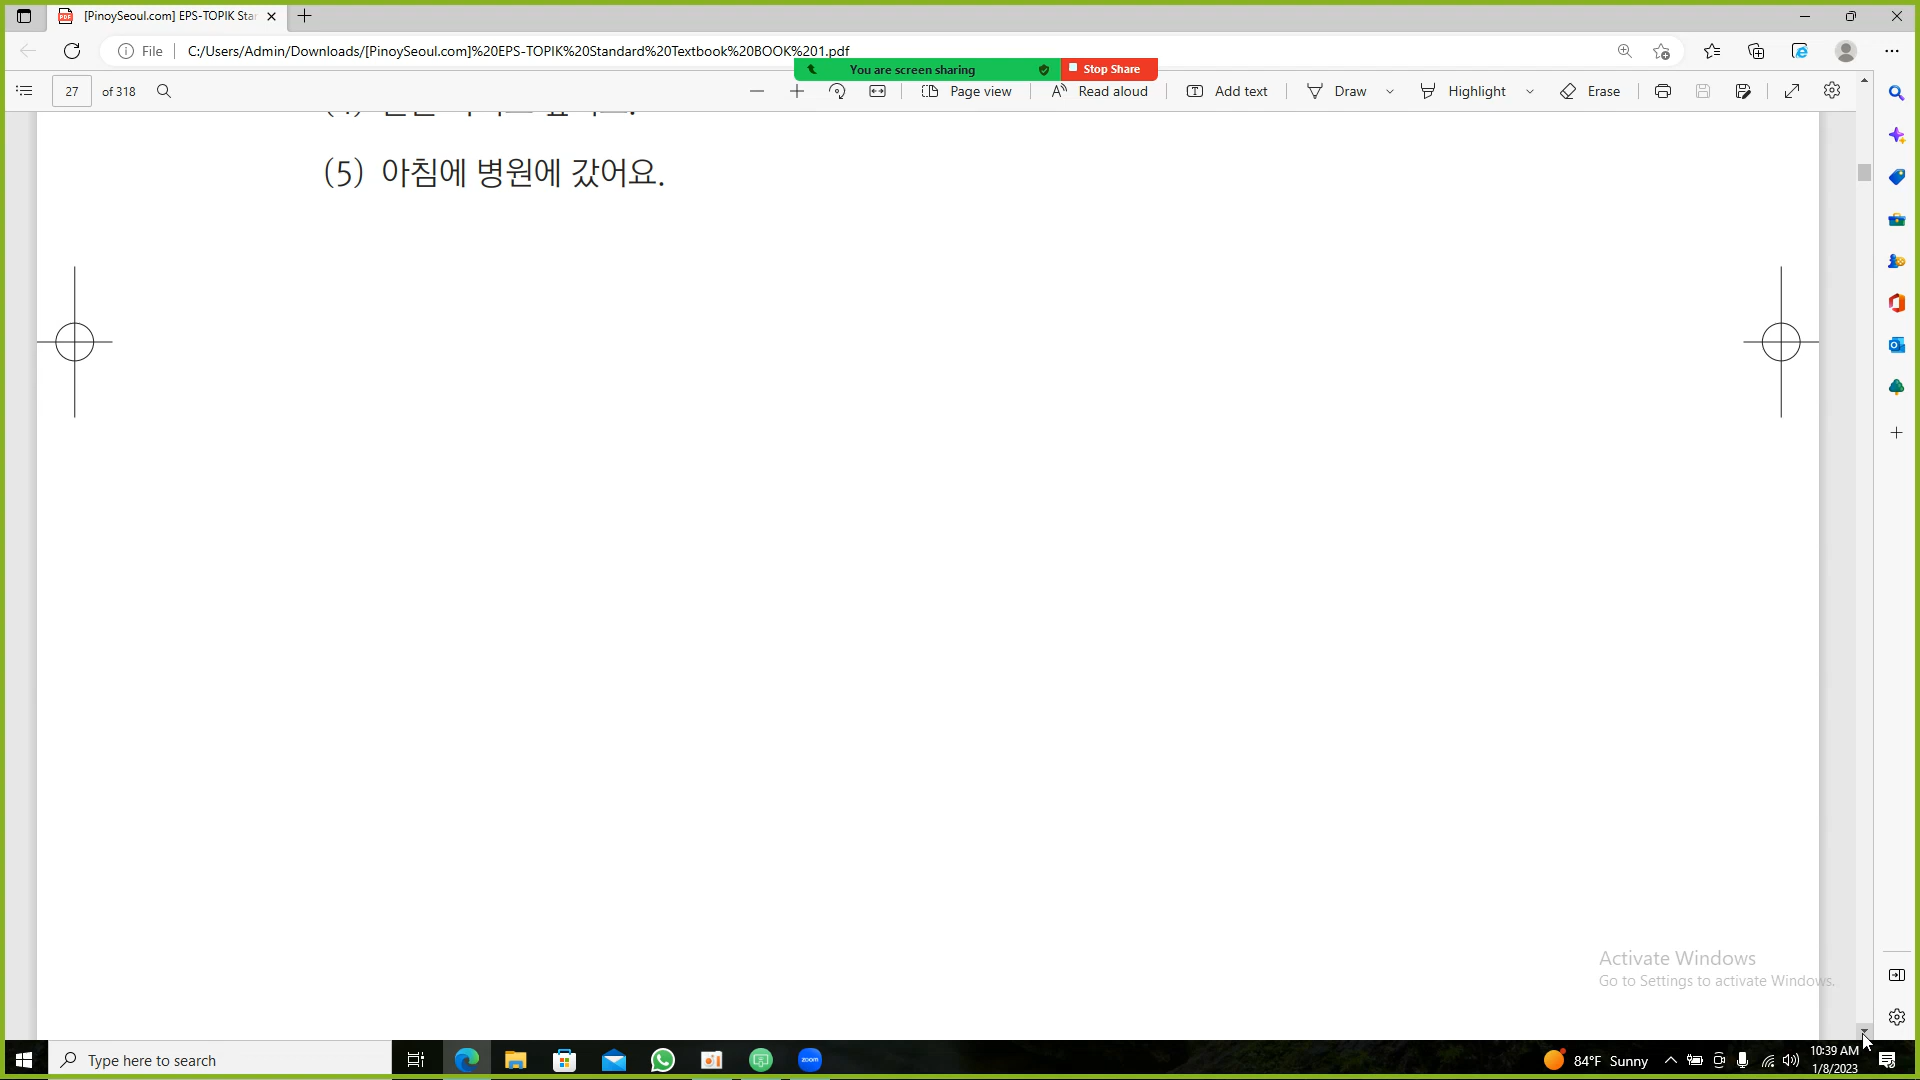 [PinoySeoul.com] EPS-TOPIK Sta
File
C:/Users/Admin/Downloads/[PinoySeoul.com]%20EPS-TOPIK%20Standard%20Textbook%20BOOK%201.pdf
You are screen sharing
Stop Share
27
of 318
Page view
Read aloud
Add text
Draw
Highlight
Erase
(5) 아침에 병원에 갔어요.
Activate Windows
Go to Settings to activate Windows.
Type here to search
zoom
84°F Sunny
10:39 AM
1/8/2023